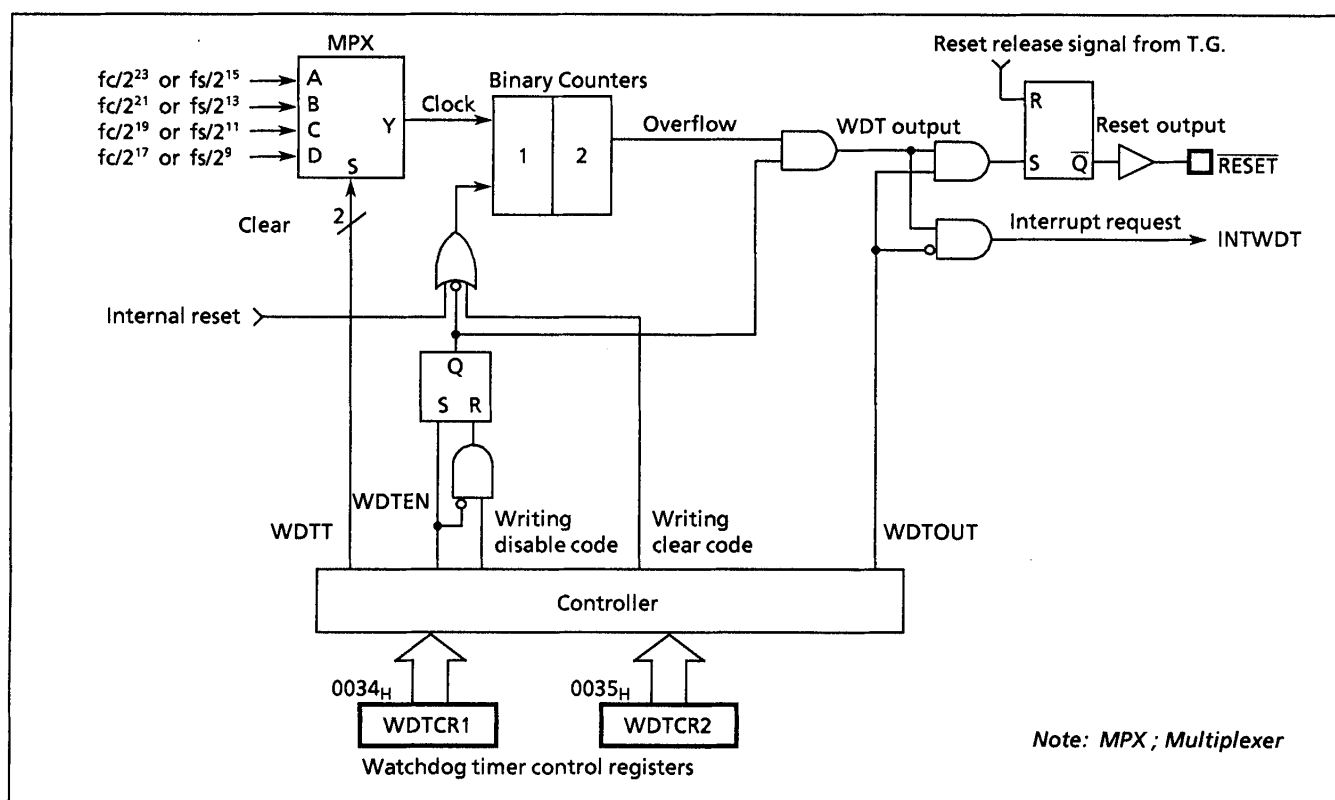 MPX
Reset release signal from T.G.
fc/2²³ or fs/2¹⁵
fc/2²¹ or fs/2¹³
fc/2¹⁹ or fs/2¹¹
fc/2¹⁷ or fs/2⁹
A
B
C
D
Y
S
Clock
Binary Counters
1
2
Overflow
WDT output
R
S
Q̅
Reset output
R̅E̅S̅E̅T̅
Clear
2
Interrupt request
INTWDT
Internal reset
Q
S R
WDTT
WDTEN
Writing
disable code
Writing
clear code
WDTOUT
Controller
0034H
WDTCR1
0035H
WDTCR2
Watchdog timer control registers
Note: MPX ; Multiplexer